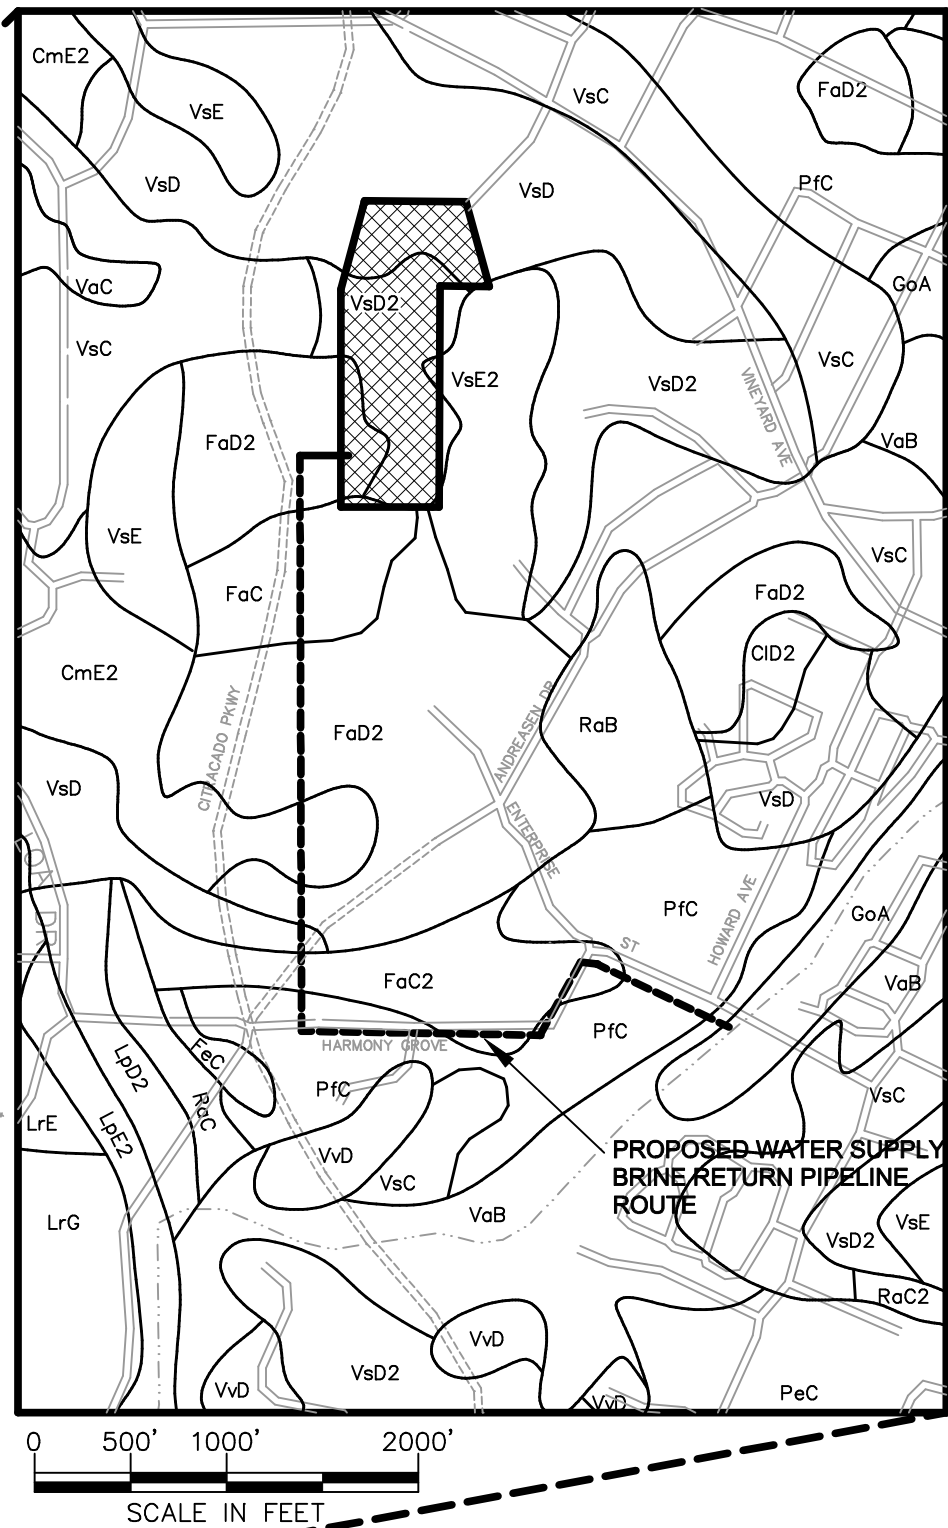 CmE2
VsE
VsC
FaD2
VsD
VsD
PfC
VaC
VsD2
GoA
VsC
VsE2
VsD2
VsC
VINEYARD AVE
FaD2
VaB
VsE
VsC
FaC
FaD2
CmE2
ClD2
CITRACADO PKWY
FaD2
ANDREASEN DR
RaB
VsD
VsD
ENTERPRISE
ST
PfC
HOWARD AVE
GoA
DR
FaC2
VaB
HARMONY GROVE
PfC
FeC
LpD2
PfC
RaC
VsC
LrE
LpE2
VvD
VsC
PROPOSED WATER SUPPLY
BRINE RETURN PIPELINE
ROUTE
LrG
VaB
VsD2
VsE
RaC2
VvD
VsD2
VvD
VvD
PeC
0 500' 1000' 2000'
SCALE IN FEET